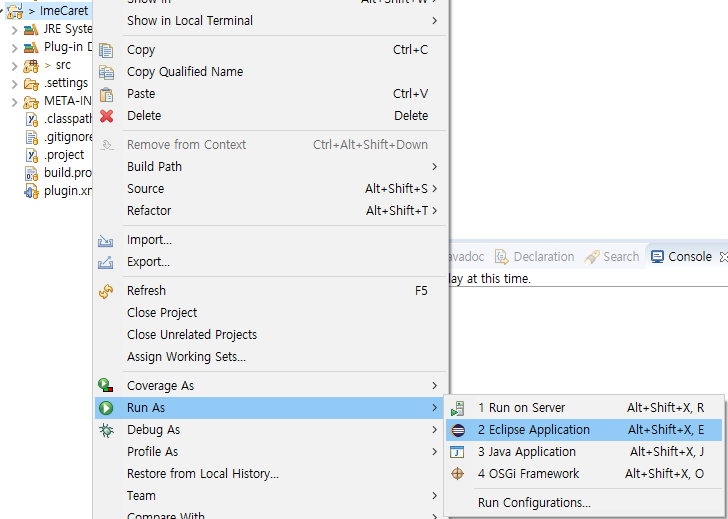 > ImeCaret
JRE Syste
Plug-in D
> src
.settings
META-IN
.classpath
.gitignore
.project
build.pro
plugin.xm
Show in Local Terminal
Copy Ctrl+C
Copy Qualified Name
Paste Ctrl+V
Delete Delete
Remove from Context Ctrl+Alt+Shift+Down
Build Path
Source Alt+Shift+S
Refactor Alt+Shift+T
Import...
Export...
Refresh F5
Close Project
Close Unrelated Projects
Assign Working Sets...
Coverage As
Run As
Debug As
Profile As
Restore from Local History...
Team
Compare With
avadoc Declaration Search Console
lay at this time.
1 Run on Server Alt+Shift+X, R
2 Eclipse Application Alt+Shift+X, E
3 Java Application Alt+Shift+X, J
4 OSGi Framework Alt+Shift+X, O
Run Configurations...